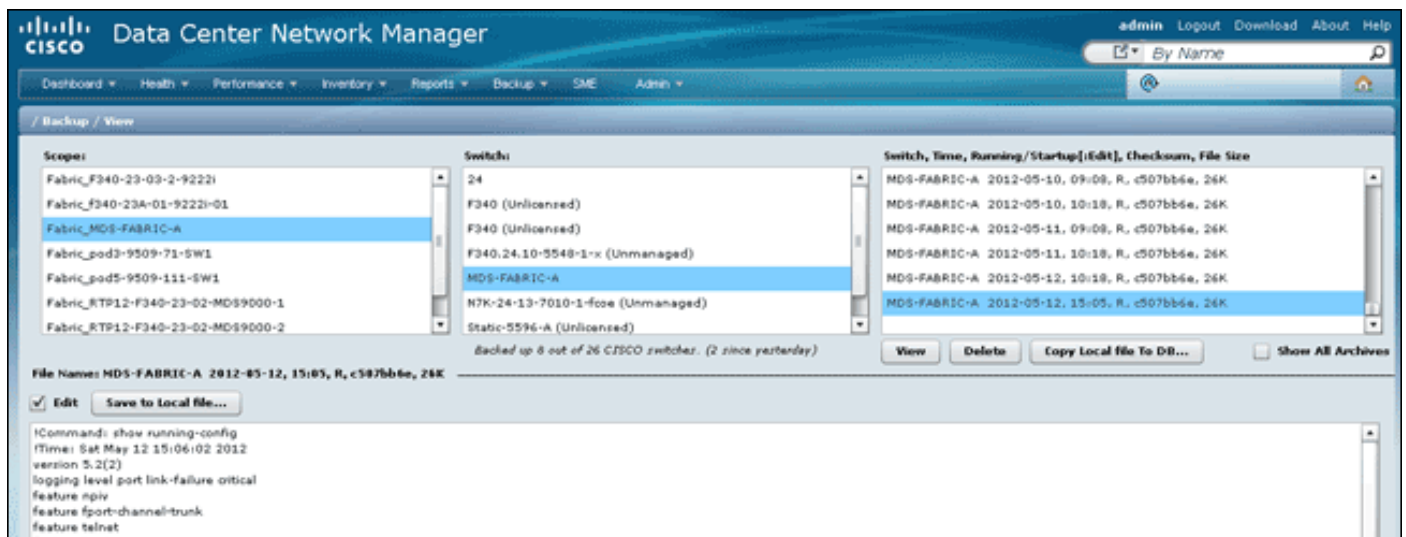 CISCO
Data Center Network Manager
admin Logout Download About Help
By Name
Dashboard Health Performance Inventory Reports Backup SME Admin
/ Backup / View
Scope:
Fabric_F340-23-03-2-9222i
Fabric_f340-23A-01-9222i-01
Fabric_MDS-FABRIC-A
Fabric_pod3-9509-71-SW1
Fabric_pod5-9509-111-SW1
Fabric_RTP12-F340-23-02-MDS9000-1
Fabric_RTP12-F340-23-02-MDS9000-2
Switch:
24
F340 (Unlicensed)
F340 (Unlicensed)
F340.24.10-5548-1-x (Unmanaged)
MDS-FABRIC-A
N7K-24-13-7010-1-fcoe (Unmanaged)
Static-5596-A (Unlicensed)
Backed up 8 out of 26 CISCO switches. (2 since yesterday)
Switch, Time, Running/Startup[:Edit], Checksum, File Size
MDS-FABRIC-A 2012-05-10, 09:08, R, c507bb6e, 26K
MDS-FABRIC-A 2012-05-10, 10:18, R, c507bb6e, 26K
MDS-FABRIC-A 2012-05-11, 09:08, R, c507bb6e, 26K
MDS-FABRIC-A 2012-05-11, 10:18, R, c507bb6e, 26K
MDS-FABRIC-A 2012-05-12, 10:18, R, c507bb6e, 26K
MDS-FABRIC-A 2012-05-12, 15:05, R, c507bb6e, 26K
View Delete Copy Local file To DB... Show All Archives
File Name: MDS-FABRIC-A 2012-05-12, 15:05, R, c507bb6e, 26K
Edit Save to Local file...
!Command: show running-config
!Time: Sat May 12 15:06:02 2012
version 5.2(2)
logging level port link-failure critical
feature npiv
feature fport-channel-trunk
feature telnet